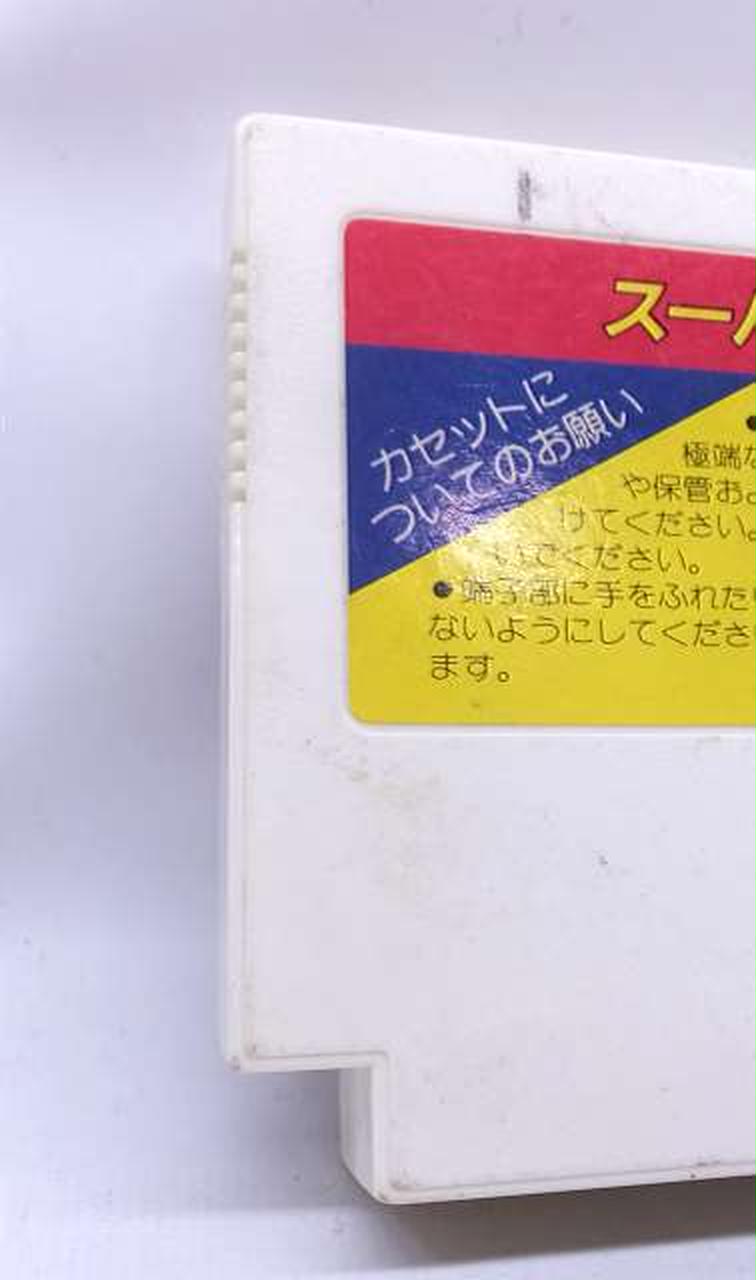 スーパ
カセットに
ついてのお願い
●
極端な
や保管およ
けてください。
いでください。
●端子部に手をふれたり
ないようにしてくださ
ます。